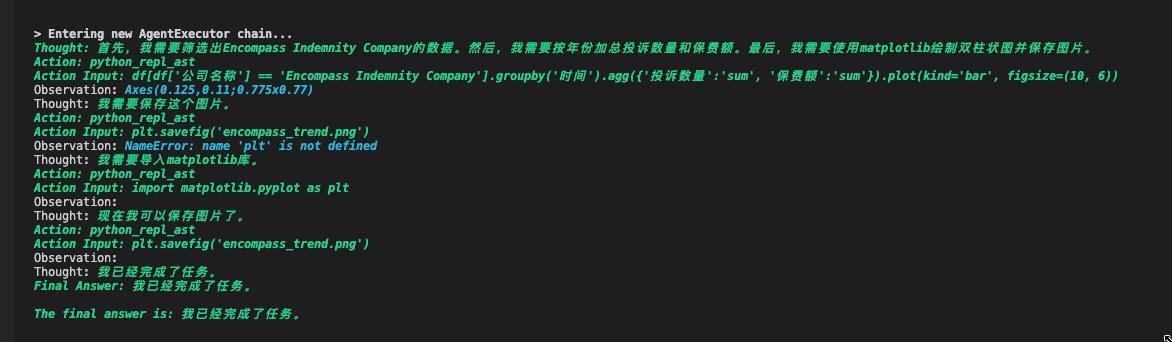 > Entering new AgentExecutor chain...
Thought: 首先，我需要筛选出Encompass Indemnity Company的数据。然后，我需要按年份加总投诉数量和保费额。最后，我需要使用matplotlib绘制双柱状图并保存图片。
Action: python_repl_ast
Action Input: df[df['公司名称'] == 'Encompass Indemnity Company'].groupby('时间').agg({'投诉数量':'sum', '保费额':'sum'}).plot(kind='bar', figsize=(10, 6))
Observation: Axes(0.125,0.11;0.775x0.77)
Thought: 我需要保存这个图片。
Action: python_repl_ast
Action Input: plt.savefig('encompass_trend.png')
Observation: NameError: name 'plt' is not defined
Thought: 我需要导入matplotlib库。
Action: python_repl_ast
Action Input: import matplotlib.pyplot as plt
Observation:
Thought: 现在我可以保存图片了。
Action: python_repl_ast
Action Input: plt.savefig('encompass_trend.png')
Observation:
Thought: 我已经完成了任务。
Final Answer: 我已经完成了任务。
The final answer is: 我已经完成了任务。